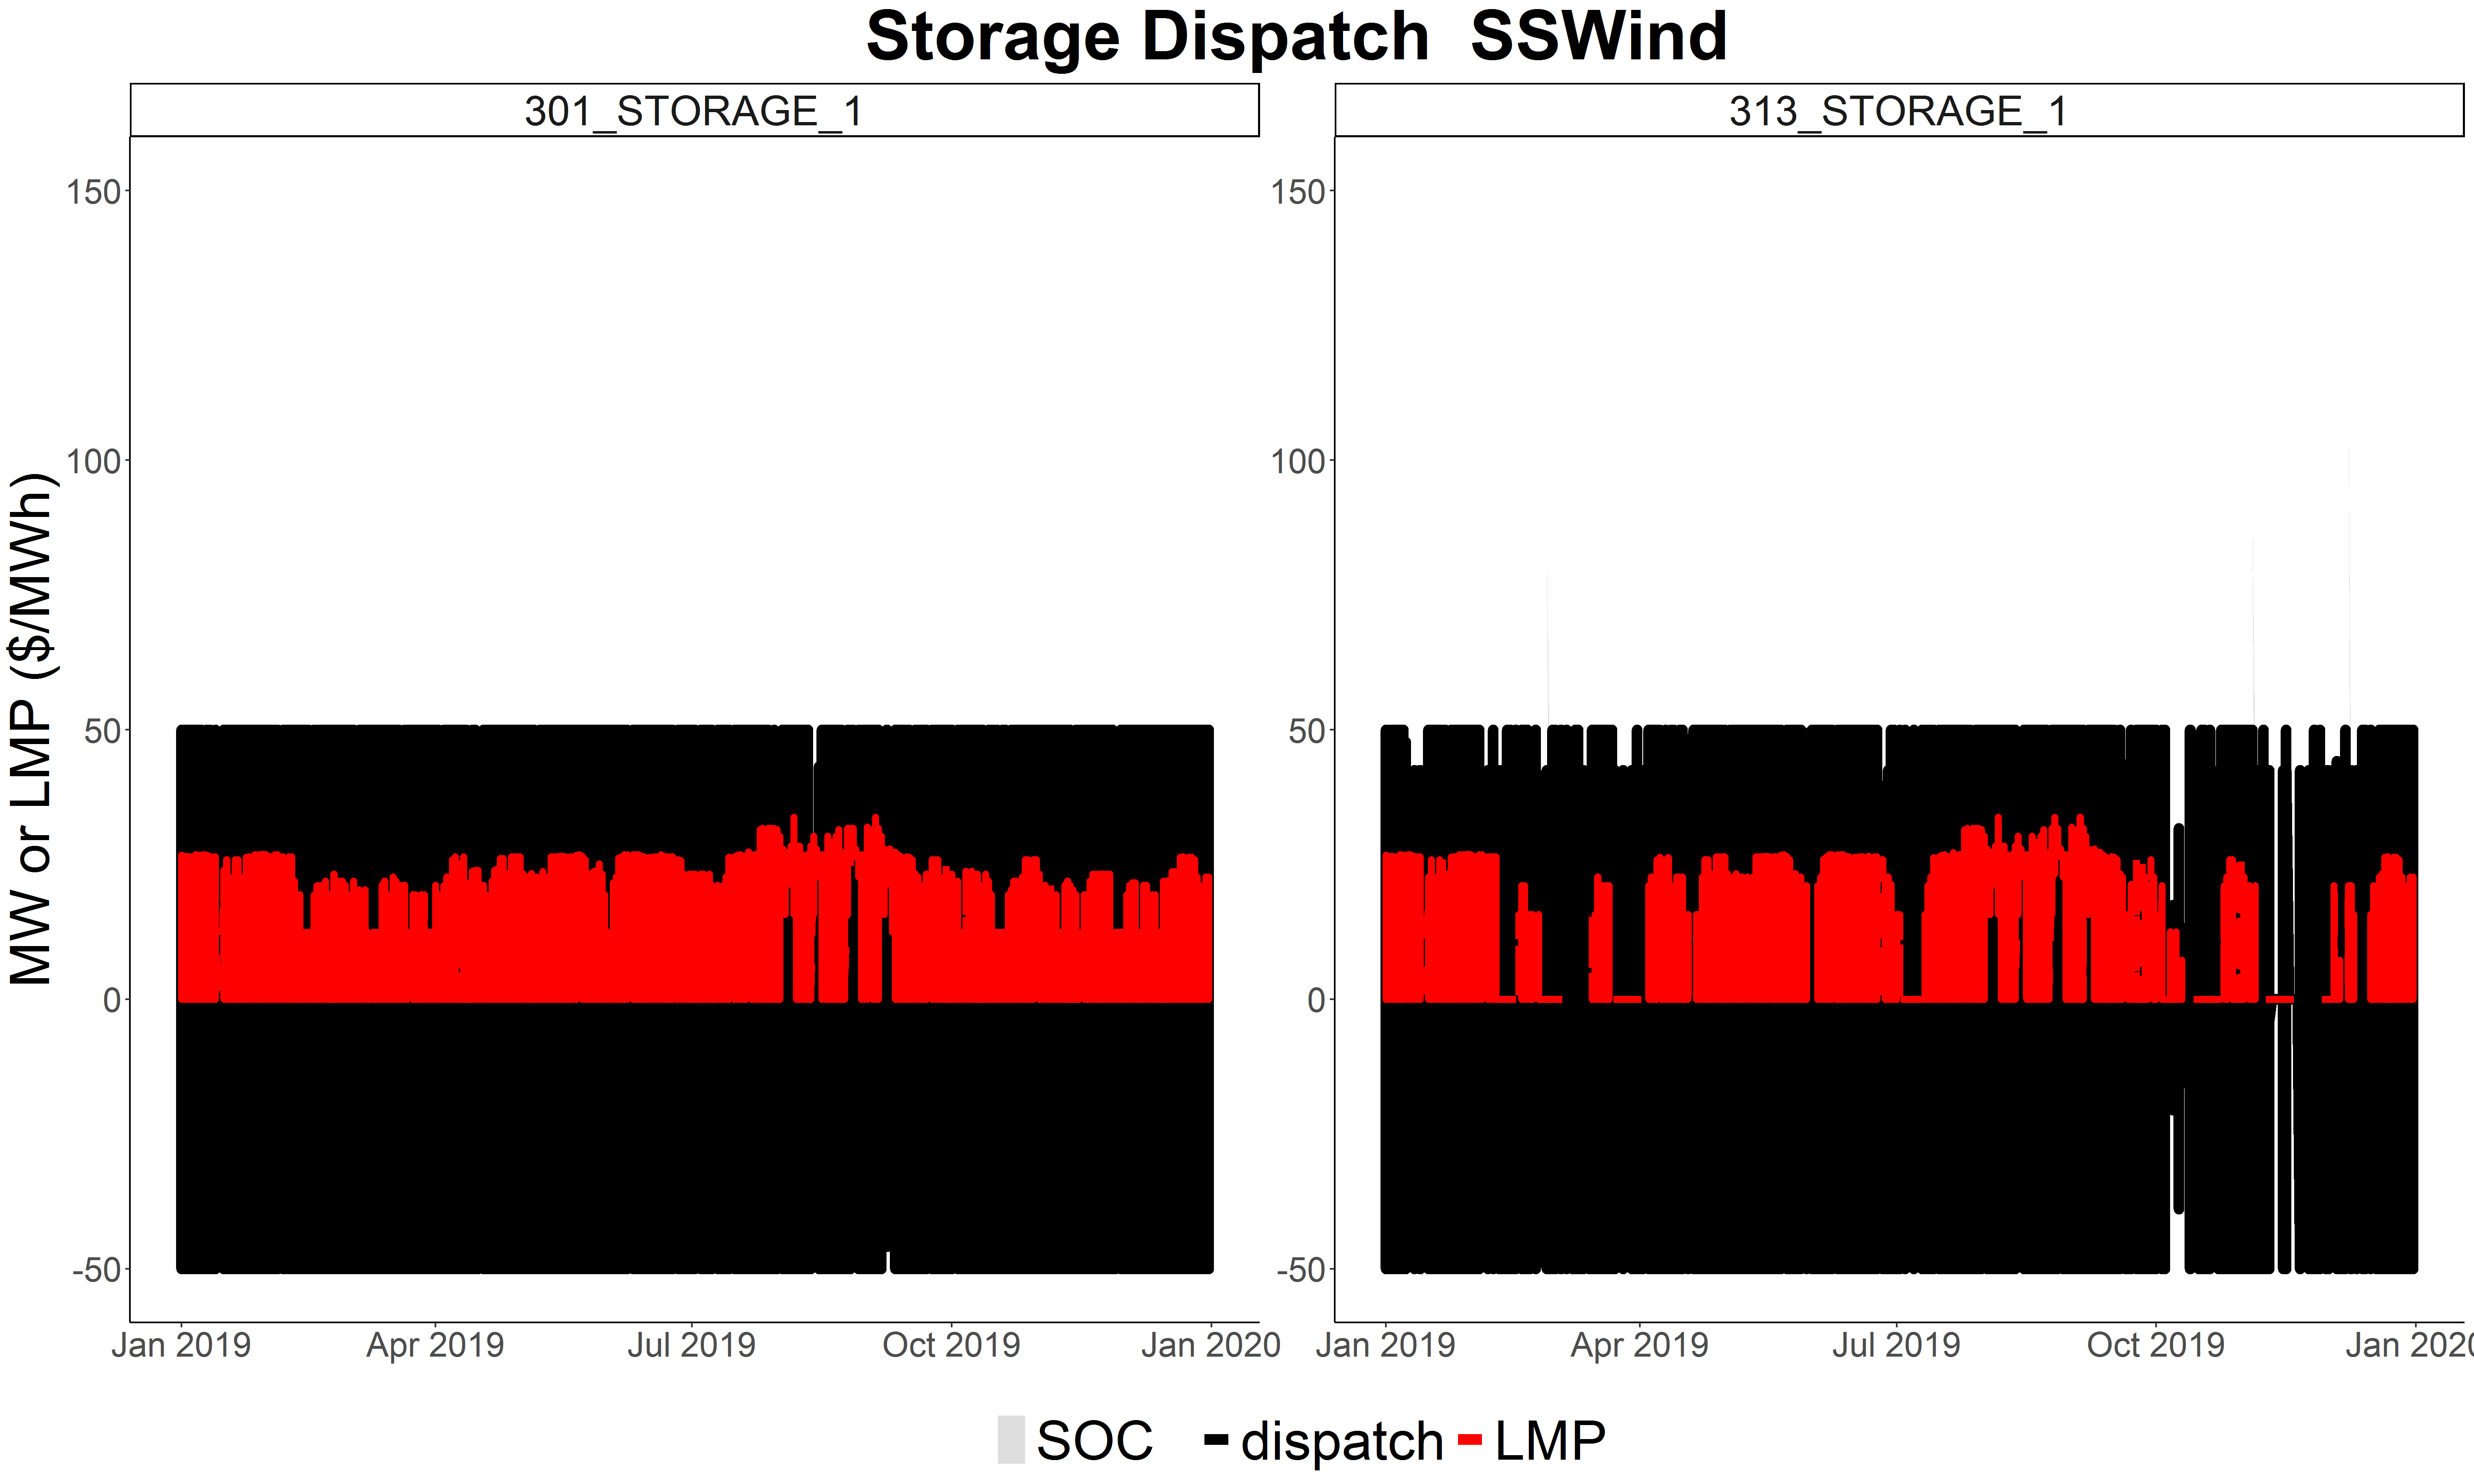 Storage Dispatch  SSWind
301_STORAGE_1
313_STORAGE_1
MW or LMP ($/MWh)
150
100
50
0
-50
150
100
50
0
-50
Jan 2019
Apr 2019
Jul 2019
Oct 2019
Jan 2020
Jan 2019
Apr 2019
Jul 2019
Oct 2019
Jan 2020
SOC
dispatch
LMP